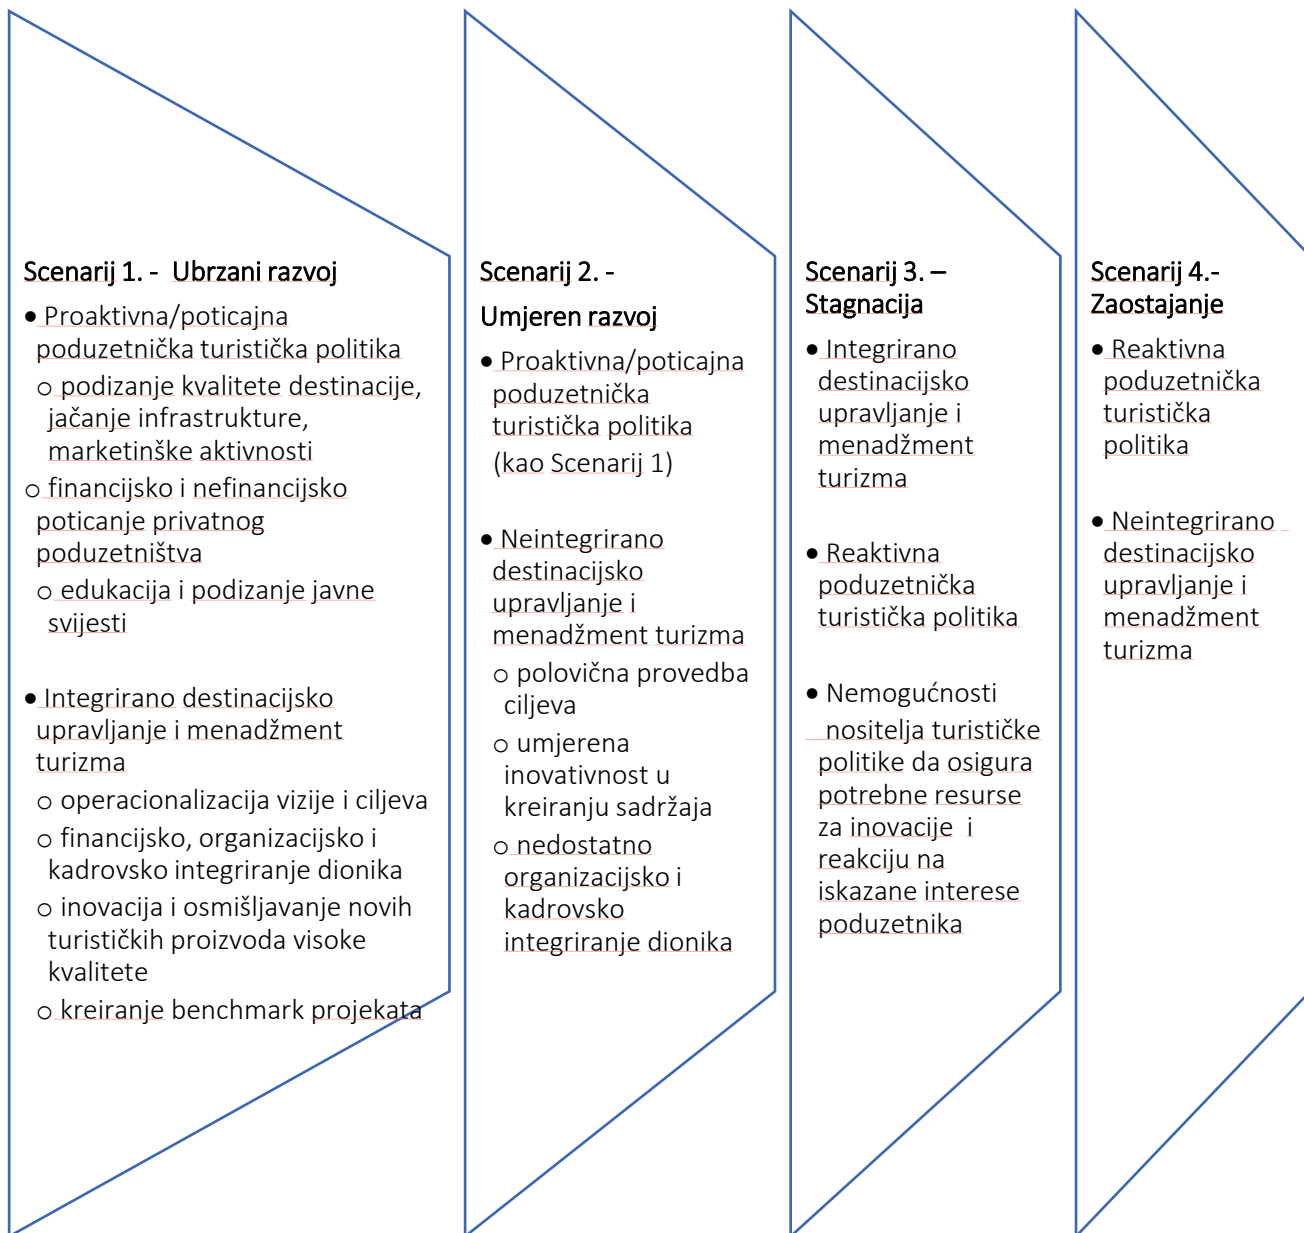 Scenarij 1. - Ubrzani razvoj
• Proaktivna/poticajna
poduzetnička turistička politika
o podizanje kvalitete destinacije,
jačanje infrastrukture,
marketinške aktivnosti
o financijsko i nefinancijsko
poticanje privatnog
poduzetništva
o edukacija i podizanje javne
svijesti
• Integrirano destinacijsko
upravljanje i menadžment
turizma
o operacionalizacija vizije i ciljeva
o financijsko, organizacijsko i
kadrovsko integriranje dionika
o inovacija i osmišljavanje novih
turističkih proizvoda visoke
kvalitete
o kreiranje benchmark projekata
Scenarij 2. -
Umjeren razvoj
• Proaktivna/poticajna
poduzetnička
turistička politika
(kao Scenarij 1)
• Neintegrirano
destinacijsko
upravljanje i
menadžment turizma
o polovična provedba
ciljeva
o umjerena
inovativnost u
kreiranju sadržaja
o nedostatno
organizacijsko i
kadrovsko
integriranje dionika
Scenarij 3. –
Stagnacija
• Integrirano
destinacijsko
upravljanje i
menadžment
turizma
• Reaktivna
poduzetnička
turistička politika
• Nemogućnosti
nositelja turističke
politike da osigura
potrebne resurse
za inovacije i
reakciju na
iskazane interese
poduzetnika
Scenarij 4.-
Zaostajanje
• Reaktivna
poduzetnička
turistička
politika
• Neintegrirano
destinacijsko
upravljanje i
menadžment
turizma